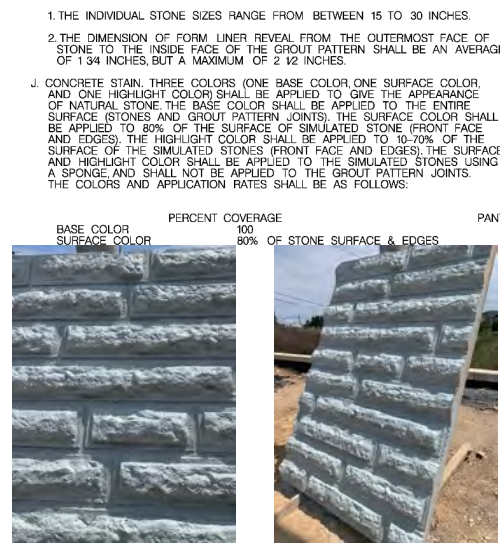 1. THE INDIVIDUAL STONE SIZES RANGE FROM BETWEEN 15 TO 30 INCHES.
2. THE DIMENSION OF FORM LINER REVEAL FROM THE OUTERMOST FACE OF
STONE TO THE INSIDE FACE OF THE GROUT PATTERN SHALL BE AN AVERAGE
OF 1 3/4 INCHES, BUT A MAXIMUM OF 2 1/2 INCHES.
J. CONCRETE STAIN. THREE COLORS (ONE BASE COLOR, ONE SURFACE COLOR,
AND ONE HIGHLIGHT COLOR) SHALL BE APPLIED TO GIVE THE APPEARANCE
OF NATURAL STONE. THE BASE COLOR SHALL BE APPLIED TO THE ENTIRE
SURFACE (STONES AND GROUT PATTERN JOINTS). THE SURFACE COLOR SHALL
BE APPLIED TO 80% OF THE SURFACE OF SIMULATED STONE (FRONT FACE
AND EDGES). THE HIGHLIGHT COLOR SHALL BE APPLIED TO 10-70% OF THE
SURFACE OF THE SIMULATED STONES (FRONT FACE AND EDGES). THE SURFACE
AND HIGHLIGHT COLOR SHALL BE APPLIED TO THE SIMULATED STONES USING
A SPONGE, AND SHALL NOT BE APPLIED TO THE GROUT PATTERN JOINTS.
THE COLORS AND APPLICATION RATES SHALL BE AS FOLLOWS:
PERCENT COVERAGE PAN
BASE COLOR 100
SURFACE COLOR 80% OF STONE SURFACE & EDGES